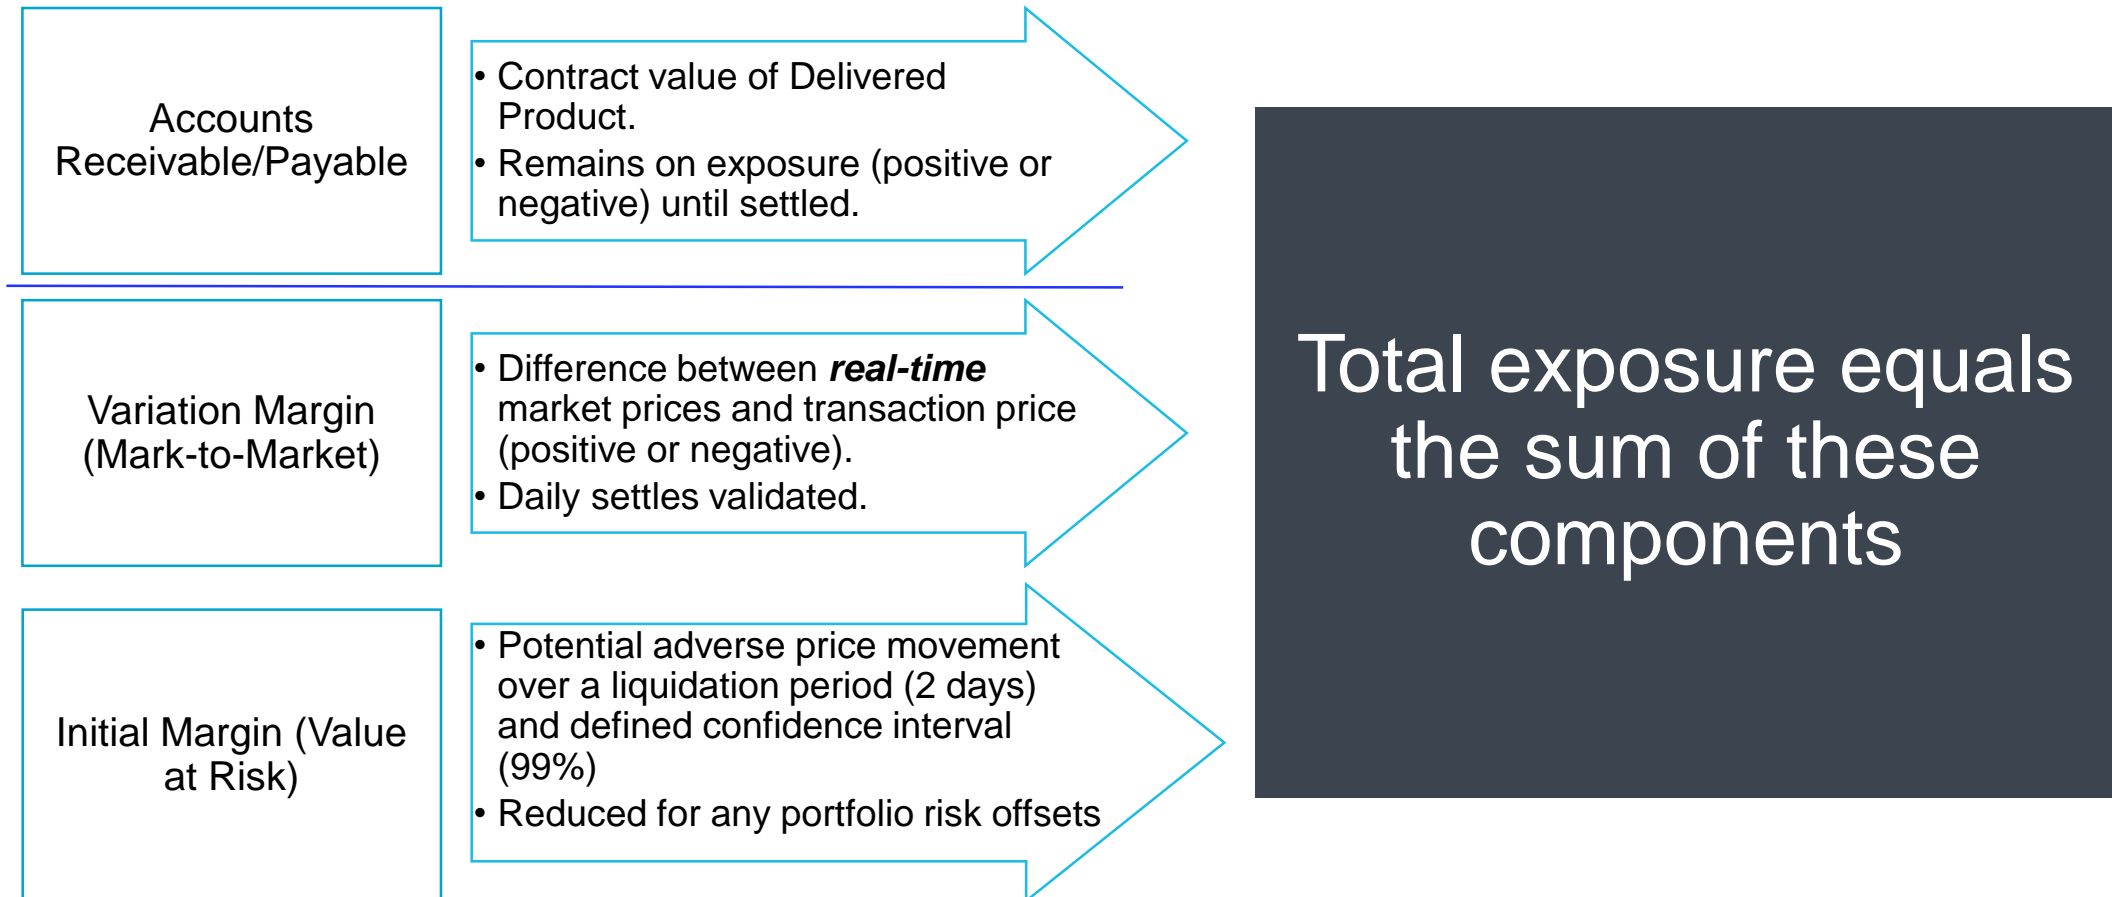 Accounts
Receivable/Payable
• Contract value of Delivered
Product.
• Remains on exposure (positive or
negative) until settled.
Variation Margin
(Mark-to-Market)
• Difference between real-time
market prices and transaction price
(positive or negative).
• Daily settles validated.
Initial Margin (Value
at Risk)
• Potential adverse price movement
over a liquidation period (2 days)
and defined confidence interval
(99%)
• Reduced for any portfolio risk offsets
Total exposure equals
the sum of these
components